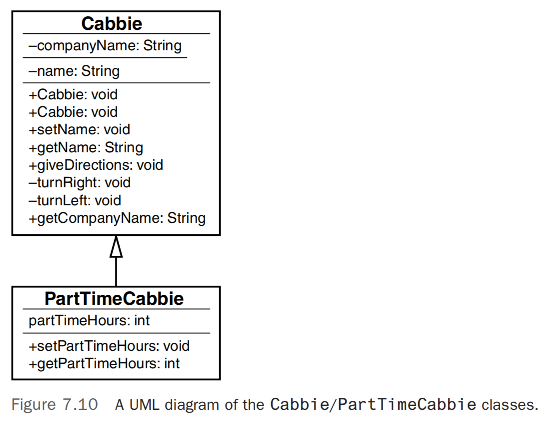 Cabbie
–companyName: String
–name: String
+Cabbie: void
+Cabbie: void
+setName: void
+getName: String
+giveDirections: void
–turnRight: void
–turnLeft: void
+getCompanyName: String
PartTimeCabbie
partTimeHours: int
+setPartTimeHours: void
+getPartTimeHours: int
Figure 7.10 A UML diagram of the Cabbie/PartTimeCabbie classes.